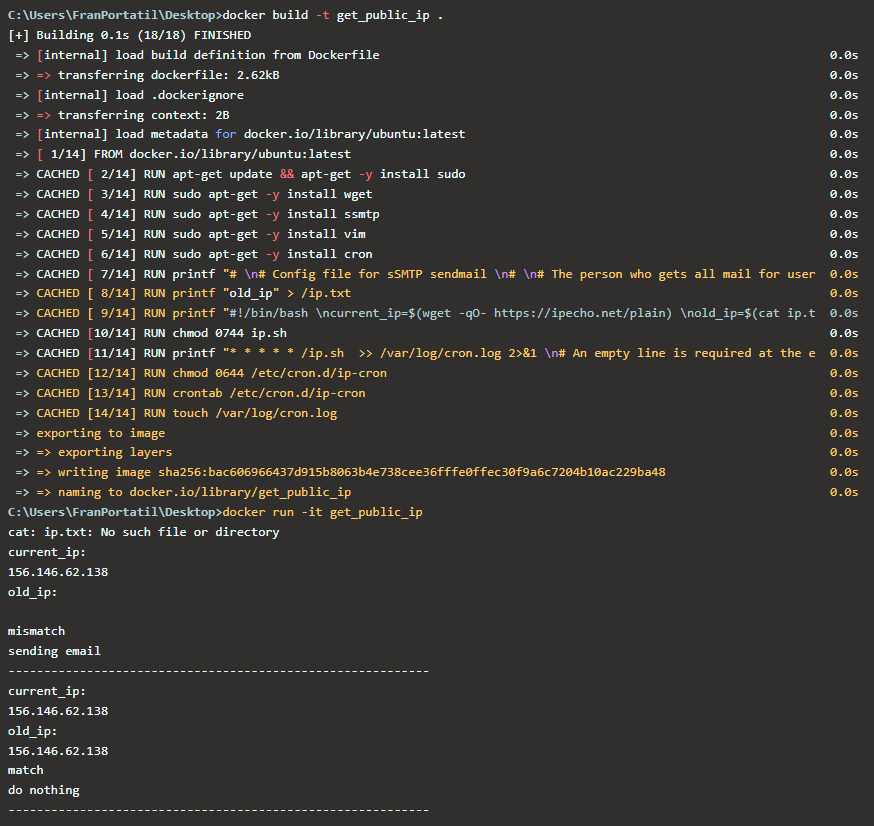 C:\Users\FranPortatil\Desktop>docker build -t get_public_ip .
[+] Building 0.1s (18/18) FINISHED
=> [internal] load build definition from Dockerfile 0.0s
=> => transferring dockerfile: 2.62kB 0.0s
=> [internal] load .dockerignore 0.0s
=> => transferring context: 2B 0.0s
=> [internal] load metadata for docker.io/library/ubuntu:latest 0.0s
=> [ 1/14] FROM docker.io/library/ubuntu:latest 0.0s
=> CACHED [ 2/14] RUN apt-get update && apt-get -y install sudo 0.0s
=> CACHED [ 3/14] RUN sudo apt-get -y install wget 0.0s
=> CACHED [ 4/14] RUN sudo apt-get -y install ssmtp 0.0s
=> CACHED [ 5/14] RUN sudo apt-get -y install vim 0.0s
=> CACHED [ 6/14] RUN sudo apt-get -y install cron 0.0s
=> CACHED [ 7/14] RUN printf "# \n# Config file for sSMTP sendmail \n# \n# The person who gets all mail for user 0.0s
=> CACHED [ 8/14] RUN printf "old_ip" > /ip.txt 0.0s
=> CACHED [ 9/14] RUN printf "#!/bin/bash \ncurrent_ip=$(wget -qO- https://ipecho.net/plain) \nold_ip=$(cat ip.t 0.0s
=> CACHED [10/14] RUN chmod 0744 ip.sh 0.0s
=> CACHED [11/14] RUN printf "* * * * * /ip.sh  >> /var/log/cron.log 2>&1 \n# An empty line is required at the e 0.0s
=> CACHED [12/14] RUN chmod 0644 /etc/cron.d/ip-cron 0.0s
=> CACHED [13/14] RUN crontab /etc/cron.d/ip-cron 0.0s
=> CACHED [14/14] RUN touch /var/log/cron.log 0.0s
=> exporting to image 0.0s
=> => exporting layers 0.0s
=> => writing image sha256:bac606966437d915b8063b4e738cee36fffe0ffec30f9a6c7204b10ac229ba48 0.0s
=> => naming to docker.io/library/get_public_ip 0.0s
C:\Users\FranPortatil\Desktop>docker run -it get_public_ip
cat: ip.txt: No such file or directory
current_ip:
156.146.62.138
old_ip:

mismatch
sending email
-----------------------------------------------------------
current_ip:
156.146.62.138
old_ip:
156.146.62.138
match
do nothing
-----------------------------------------------------------